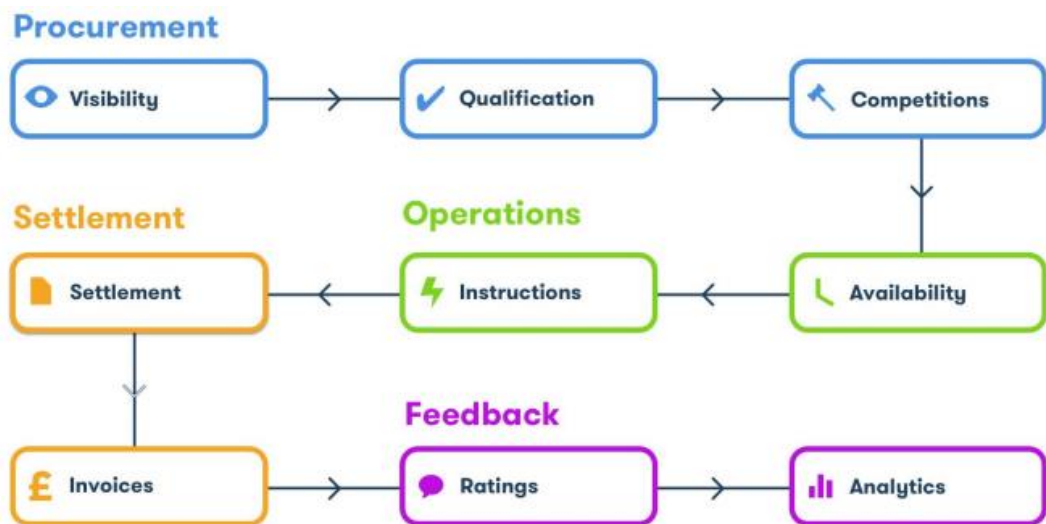 Procurement
Visibility
Qualification
Competitions
Settlement
Operations
Settlement
Instructions
Availability
Feedback
£ Invoices
Ratings
Analytics